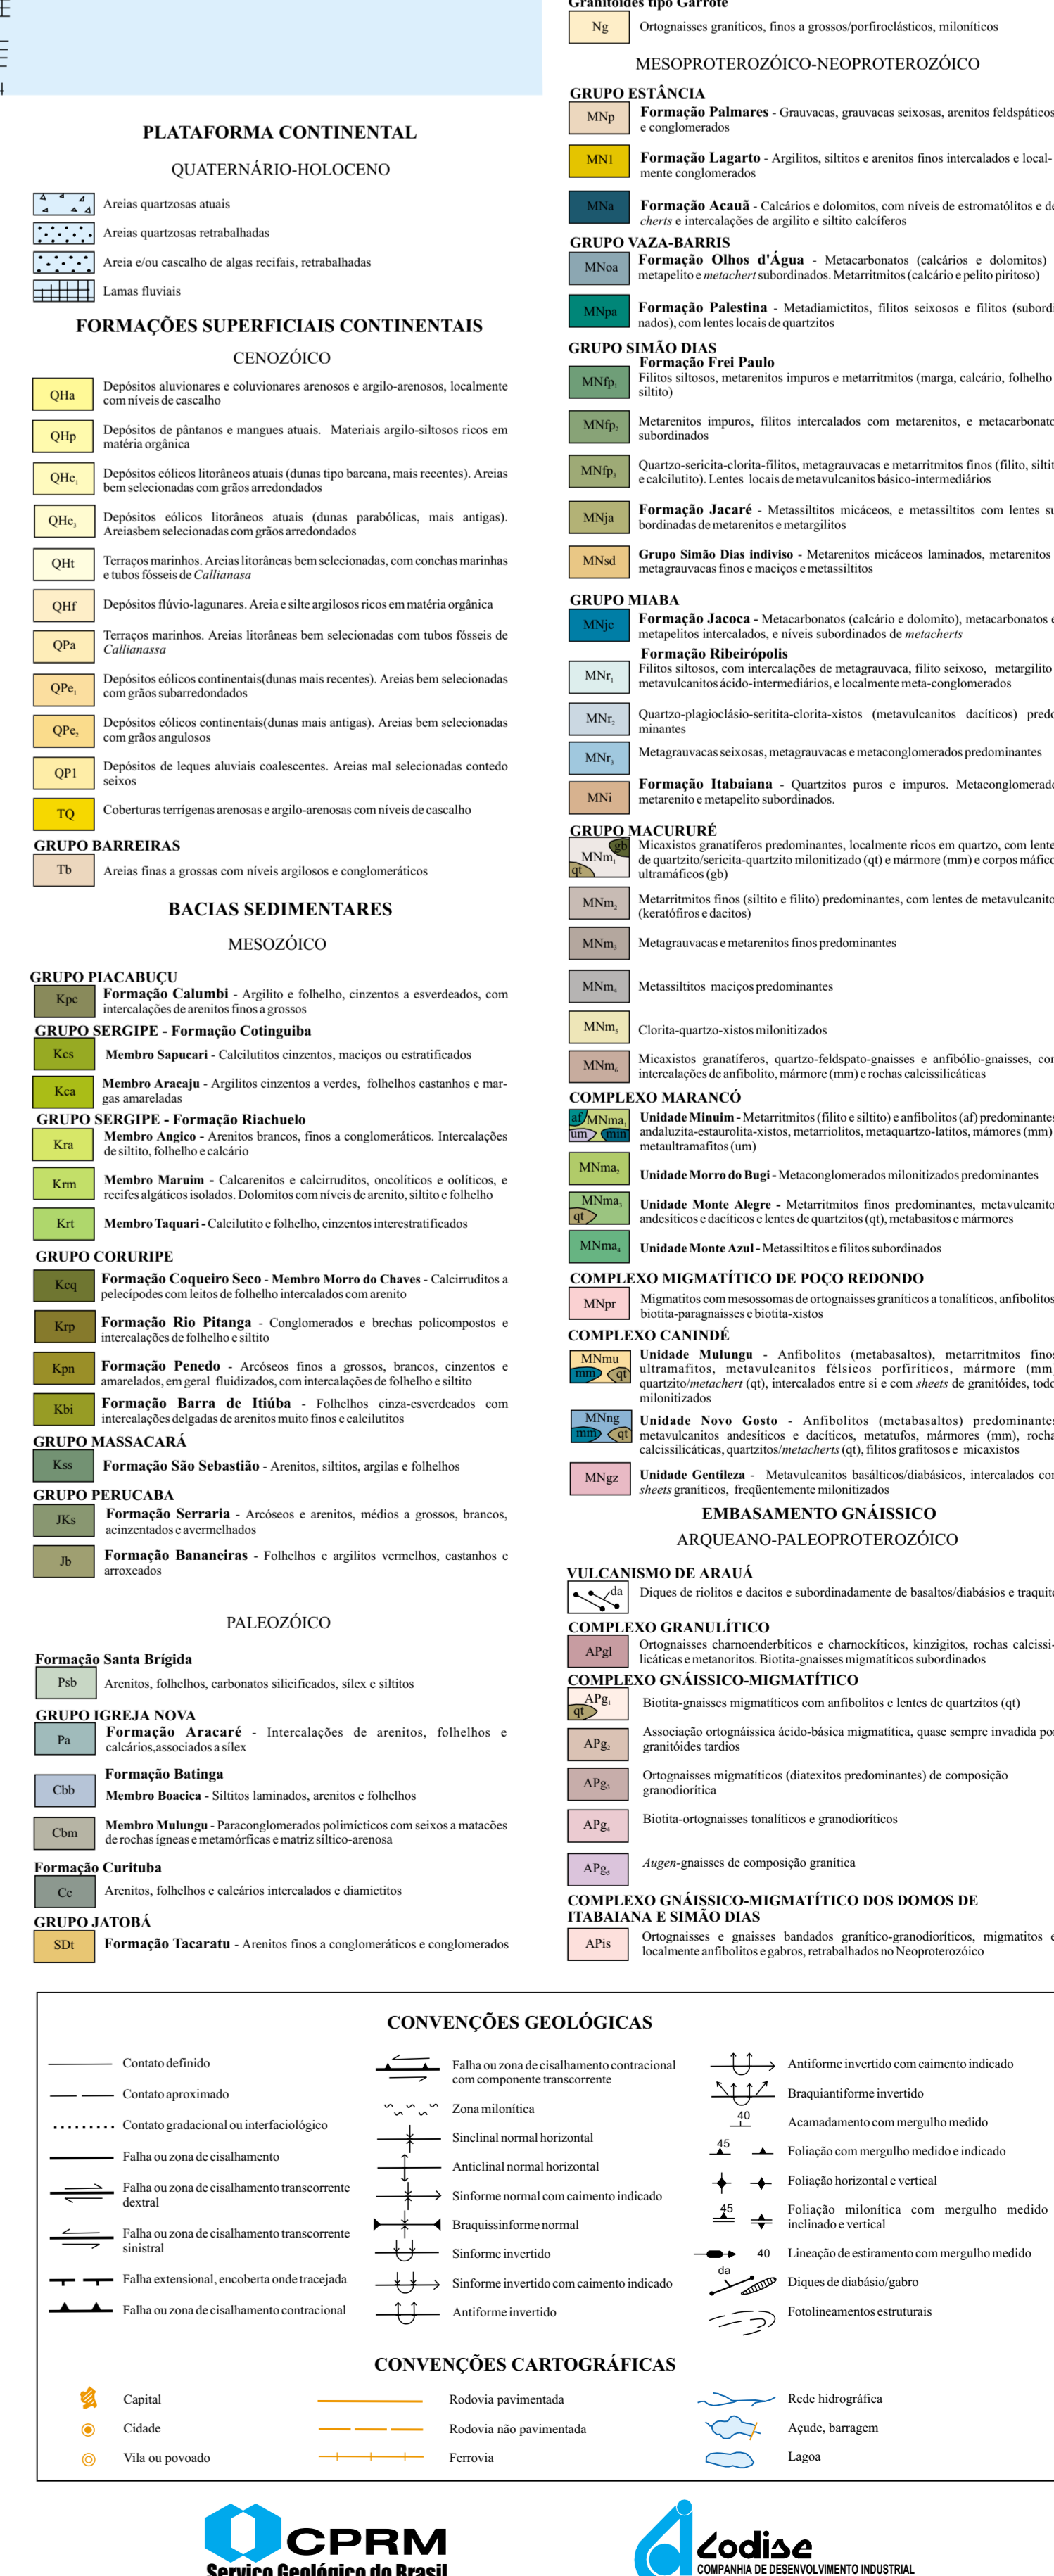 PLATAFORMA CONTINENTAL
QUATERNÁRIO-HOLOCENO
Areias quartzosas atuais
Areias quartzosas retrabalhadas
Areia e/ou cascalho de algas recifais, retrabalhadas
Lamas fluviais
FORMAÇÕES SUPERFICIAIS CONTINENTAIS
CENOZÓICO
QHa Depósitos aluvionares e coluvionares arenosos e argilo-arenosos, localmente
com níveis de cascalho
QHp Depósitos de pântanos e mangues atuais. Materiais argilo-siltosos ricos em
matéria orgânica
QHe1 Depósitos eólicos litorâneos atuais (dunas tipo barcana, mais recentes). Areias
bem selecionadas com grãos arredondados
QHe3 Depósitos eólicos litorâneos atuais (dunas parabólicas, mais antigas).
Areiasbem selecionadas com grãos arredondados
QHt Terraços marinhos. Areias litorâneas bem selecionadas, com conchas marinhas
e tubos fósseis de Callianasa
QHf Depósitos flúvio-lagunares. Areia e silte argilosos ricos em matéria orgânica
QPa Terraços marinhos. Areias litorâneas bem selecionadas com tubos fósseis de
Callianassa
QPe1 Depósitos eólicos continentais(dunas mais recentes). Areias bem selecionadas
com grãos subarredondados
QPe2 Depósitos eólicos continentais(dunas mais antigas). Areias bem selecionadas
com grãos angulosos
QP1 Depósitos de leques aluviais coalescentes. Areias mal selecionadas contedo
seixos
TQ Coberturas terrígenas arenosas e argilo-arenosas com níveis de cascalho
GRUPO BARREIRAS
Tb Areias finas a grossas com níveis argilosos e conglomeráticos
BACIAS SEDIMENTARES
MESOZÓICO
GRUPO PIACABUÇU
Kpc Formação Calumbi - Argilito e folhelho, cinzentos a esverdeados, com
intercalações de arenitos finos a grossos
GRUPO SERGIPE - Formação Cotinguiba
Kcs Membro Sapucari - Calcilutitos cinzentos, maciços ou estratificados
Kca Membro Aracaju - Argilitos cinzentos a verdes, folhelhos castanhos e mar-
gas amareladas
GRUPO SERGIPE - Formação Riachuelo
Kra Membro Angico - Arenitos brancos, finos a conglomeráticos. Intercalações
de siltito, folhelho e calcário
Krm Membro Maruim - Calcarenitos e calcirruditos, oncolíticos e oolíticos, e
recifes algáticos isolados. Dolomitos com níveis de arenito, siltito e folhelho
Krt Membro Taquari - Calcilutito e folhelho, cinzentos interestratificados
GRUPO CORURIPE
Kcq Formação Coqueiro Seco - Membro Morro do Chaves - Calcirruditos a
pelecípodes com leitos de folhelho intercalados com arenito
Krp Formação Rio Pitanga - Conglomerados e brechas policompostos e
intercalações de folhelho e siltito
Kpn Formação Penedo - Arcóseos finos a grossos, brancos, cinzentos e
amarelados, em geral fluidizados, com intercalações de folhelho e siltito
Kbi Formação Barra de Itiúba - Folhelhos cinza-esverdeados com
intercalações delgadas de arenitos muito finos e calcilutitos
GRUPO MASSACARÁ
Kss Formação São Sebastião - Arenitos, siltitos, argilas e folhelhos
GRUPO PERUCABA
JKs Formação Serraria - Arcóseos e arenitos, médios a grossos, brancos,
acinzentados e avermelhados
Jb Formação Bananeiras - Folhelhos e argilitos vermelhos, castanhos e
arroxeados
PALEOZÓICO
Formação Santa Brígida
Psb Arenitos, folhelhos, carbonatos silicificados, sílex e siltitos
GRUPO IGREJA NOVA
Pa Formação Aracaré - Intercalações de arenitos, folhelhos e
calcários,associados a sílex
Formação Batinga
Cbb Membro Boacica - Siltitos laminados, arenitos e folhelhos
Cbm Membro Mulungu - Paraconglomerados polimícticos com seixos a matacões
de rochas ígneas e metamórficas e matriz síltico-arenosa
Formação Curituba
Cc Arenitos, folhelhos e calcários intercalados e diamictitos
GRUPO JATOBÁ
SDt Formação Tacaratu - Arenitos finos a conglomeráticos e conglomerados
Granitóides tipo Garrote
Ng Ortognaisses graníticos, finos a grossos/porfiroclásticos, miloníticos
MESOPROTEROZÓICO-NEOPROTEROZÓICO
GRUPO ESTÂNCIA
MNp Formação Palmares - Grauvacas, grauvacas seixosas, arenitos feldspáticos
e conglomerados
MN1 Formação Lagarto - Argilitos, siltitos e arenitos finos intercalados e local-
mente conglomerados
MNa Formação Acauã - Calcários e dolomitos, com níveis de estromatólitos e de
cherts e intercalações de argilito e siltito calcíferos
GRUPO VAZA-BARRIS
MNoa Formação Olhos d'Água - Metacarbonatos (calcários e dolomitos)
metapelito e metachert subordinados. Metarritmitos (calcário e pelito piritoso)
MNpa Formação Palestina - Metadiamictitos, filitos seixosos e filitos (subordi
nados), com lentes locais de quartzitos
GRUPO SIMÃO DIAS
Formação Frei Paulo
MNfp1 Filitos siltosos, metarenitos impuros e metarritmitos (marga, calcário, folhelho
siltito)
MNfp2 Metarenitos impuros, filitos intercalados com metarenitos, e metacarbonato
subordinados
MNfp3 Quartzo-sericita-clorita-filitos, metagrauvacas e metarritmitos finos (filito, siltit
e calcilutito). Lentes locais de metavulcanitos básico-intermediários
MNja Formação Jacaré - Metassiltitos micáceos, e metassiltitos com lentes su
bordinadas de metarenitos e metargilitos
MNsd Grupo Simão Dias indiviso - Metarenitos micáceos laminados, metarenitos
metagrauvacas finos e maciços e metassiltitos
GRUPO MIABA
MNjc Formação Jacoca - Metacarbonatos (calcário e dolomito), metacarbonatos e
metapelitos intercalados, e níveis subordinados de metacherts
Formação Ribeirópolis
MNr1 Filitos siltosos, com intercalações de metagrauvaca, filito seixoso, metargilito
metavulcanitos ácido-intermediários, e localmente meta-conglomerados
MNr2 Quartzo-plagioclásio-seritita-clorita-xistos (metavulcanitos dacíticos) predo
minantes
MNr3 Metagrauvacas seixosas, metagrauvacas e metaconglomerados predominantes
MNi Formação Itabaiana - Quartzitos puros e impuros. Metaconglomerado
metarenito e metapelito subordinados.
GRUPO MACURURÉ
MNm1 gb qt Micaxistos granatíferos predominantes, localmente ricos em quartzo, com lente
de quartzito/sericita-quartzito milonitizado (qt) e mármore (mm) e corpos máfico
ultramáficos (gb)
MNm2 Metarritmitos finos (siltito e filito) predominantes, com lentes de metavulcanito
(keratófiros e dacitos)
MNm3 Metagrauvacas e metarenitos finos predominantes
MNm4 Metassiltitos maciços predominantes
MNm5 Clorita-quartzo-xistos milonitizados
MNm6 Micaxistos granatíferos, quartzo-feldspato-gnaisses e anfibólio-gnaisses, con
intercalações de anfibolito, mármore (mm) e rochas calcissilicáticas
COMPLEXO MARANCÓ
af MNma1 um mm Unidade Minuim - Metarritmitos (filito e siltito) e anfibolitos (af) predominantes
andaluzita-estaurolita-xistos, metarriolitos, metaquartzo-latitos, mámores (mm)
metaultramafitos (um)
MNma2 Unidade Morro do Bugi - Metaconglomerados milonitizados predominantes
MNma3 qt Unidade Monte Alegre - Metarritmitos finos predominantes, metavulcanito
andesíticos e dacíticos e lentes de quartzitos (qt), metabasitos e mármores
MNma4 Unidade Monte Azul - Metassiltitos e filitos subordinados
COMPLEXO MIGMATÍTICO DE POÇO REDONDO
MNpr Migmatitos com mesossomas de ortognaisses graníticos a tonalíticos, anfibolitos
biotita-paragnaisses e biotita-xistos
COMPLEXO CANINDÉ
MNmu mm qt Unidade Mulungu - Anfibolitos (metabasaltos), metarritmitos finos
ultramafitos, metavulcanitos félsicos porfiríticos, mármore (mm)
quartzito/metachert (qt), intercalados entre si e com sheets de granitóides, todo
milonitizados
MNng mm qt Unidade Novo Gosto - Anfibolitos (metabasaltos) predominantes
metavulcanitos andesíticos e dacíticos, metatufos, mármores (mm), rocha
calcissilicáticas, quartzitos/metacherts (qt), filitos grafitosos e micaxistos
MNgz Unidade Gentileza - Metavulcanitos basálticos/diabásicos, intercalados con
sheets graníticos, freqüentemente milonitizados
EMBASAMENTO GNÁISSICO
ARQUEANO-PALEOPROTEROZÓICO
VULCANISMO DE ARAUÁ
da Diques de riolitos e dacitos e subordinadamente de basaltos/diabásios e traquito
COMPLEXO GRANULÍTICO
APgl Ortognaisses charnoenderbíticos e charnockíticos, kinzigitos, rochas calcissi-
licáticas e metanoritos. Biotita-gnaisses migmatíticos subordinados
COMPLEXO GNÁISSICO-MIGMATÍTICO
APg1 qt Biotita-gnaisses migmatíticos com anfibolitos e lentes de quartzitos (qt)
APg2 Associação ortognáissica ácido-básica migmatítica, quase sempre invadida por
granitóides tardios
APg3 Ortognaisses migmatíticos (diatexitos predominantes) de composição
granodiorítica
APg4 Biotita-ortognaisses tonalíticos e granodioríticos
APg5 Augen-gnaisses de composição granítica
COMPLEXO GNÁISSICO-MIGMATÍTICO DOS DOMOS DE
ITABAIANA E SIMÃO DIAS
APis Ortognaisses e gnaisses bandados granítico-granodioríticos, migmatitos e
localmente anfibolitos e gabros, retrabalhados no Neoproterozóico
CONVENÇÕES GEOLÓGICAS
Contato definido
Contato aproximado
Contato gradacional ou interfaciológico
Falha ou zona de cisalhamento
Falha ou zona de cisalhamento transcorrente
dextral
Falha ou zona de cisalhamento transcorrente
sinistral
Falha extensional, encoberta onde tracejada
Falha ou zona de cisalhamento contracional
Falha ou zona de cisalhamento contracional
com componente transcorrente
Zona milonítica
Sinclinal normal horizontal
Anticlinal normal horizontal
Sinforme normal com caimento indicado
Braquissinforme normal
Sinforme invertido
Sinforme invertido com caimento indicado
Antiforme invertido
Antiforme invertido com caimento indicado
Braquiantiforme invertido
40 Acamadamento com mergulho medido
45 Foliação com mergulho medido e indicado
Foliação horizontal e vertical
45 Foliação milonítica com mergulho medido
inclinado e vertical
40 Lineação de estiramento com mergulho medido
da Diques de diabásio/gabro
Fotolineamentos estruturais
CONVENÇÕES CARTOGRÁFICAS
Capital
Cidade
Vila ou povoado
Rodovia pavimentada
Rodovia não pavimentada
Ferrovia
Rede hidrográfica
Açude, barragem
Lagoa
CPRM
Serviço Geológico do Brasil
Codise
COMPANHIA DE DESENVOLVIMENTO INDUSTRIAL